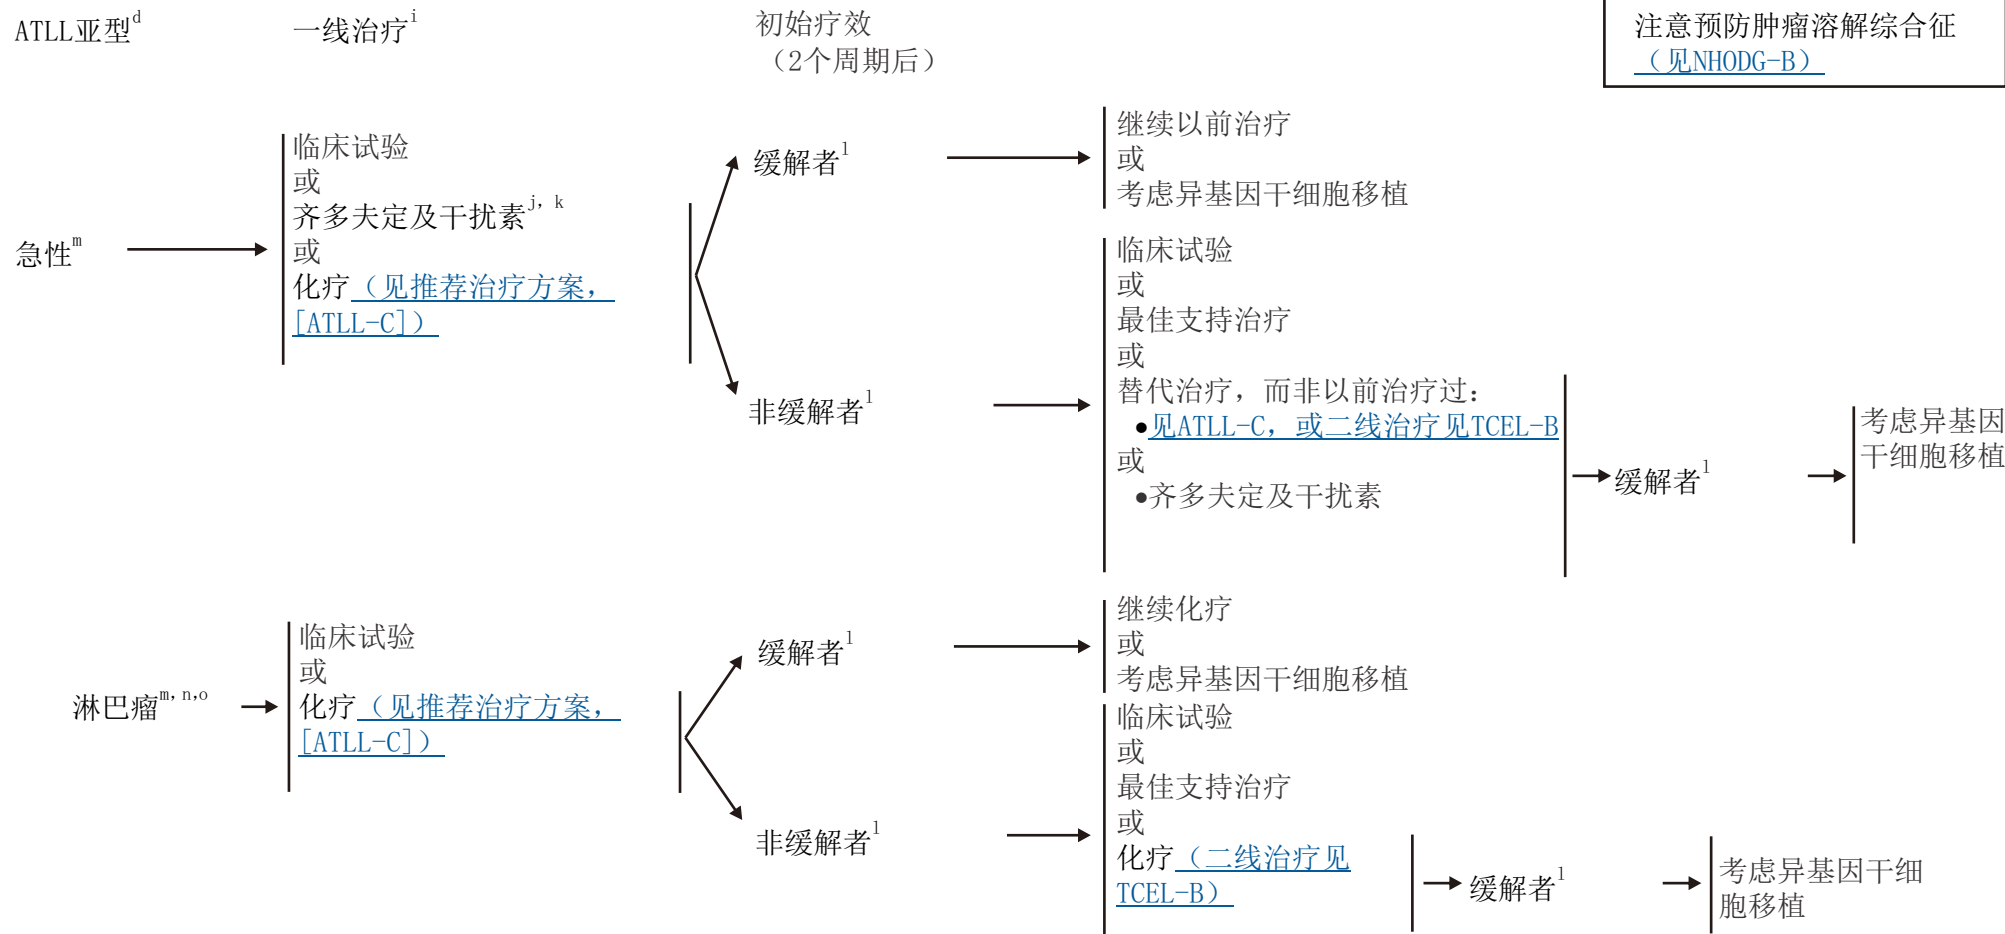 ATLL亚型d
一线治疗i
初始疗效
（2个周期后）
注意预防肿瘤溶解综合征
（见NHODG-B）
急性m
临床试验
或
齐多夫定及干扰素j, k
或
化疗（见推荐治疗方案，
[ATLL-C]）
缓解者l
继续以前治疗
或
考虑异基因干细胞移植
非缓解者l
临床试验
或
最佳支持治疗
或
替代治疗，而非以前治疗过：
•见ATLL-C，或二线治疗见TCEL-B
或
•齐多夫定及干扰素
缓解者l
考虑异基因
干细胞移植
淋巴瘤m, n,o
临床试验
或
化疗（见推荐治疗方案，
[ATLL-C]）
缓解者l
继续化疗
或
考虑异基因干细胞移植
非缓解者l
临床试验
或
最佳支持治疗
或
化疗（二线治疗见
TCEL-B）
缓解者l
考虑异基因干细
胞移植